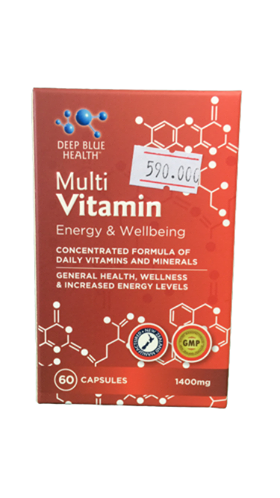 DEEP BLUE
HEALTH
590.000
Multi
Vitamin
Energy & Wellbeing
CONCENTRATED FORMULA OF
DAILY VITAMINS AND MINERALS
GENERAL HEALTH, WELLNESS
& INCREASED ENERGY LEVELS
GMP
60 CAPSULES
1400mg